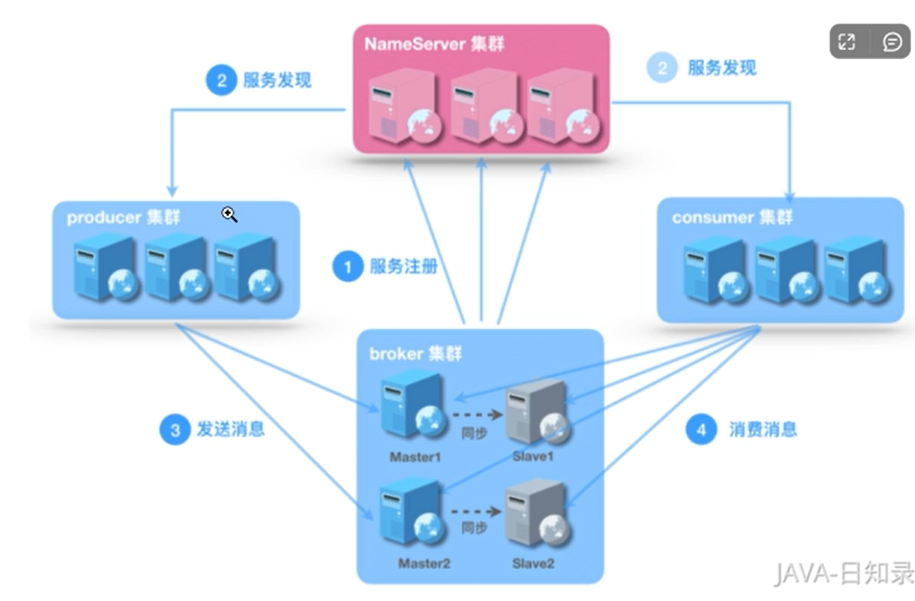 NameServer 集群
2 服务发现
2 服务发现
producer 集群
consumer 集群
1 服务注册
broker 集群
3 发送消息
同步
4 消费消息
Master1
Slave1
同步
Master2
Slave2
JAVA-日知录